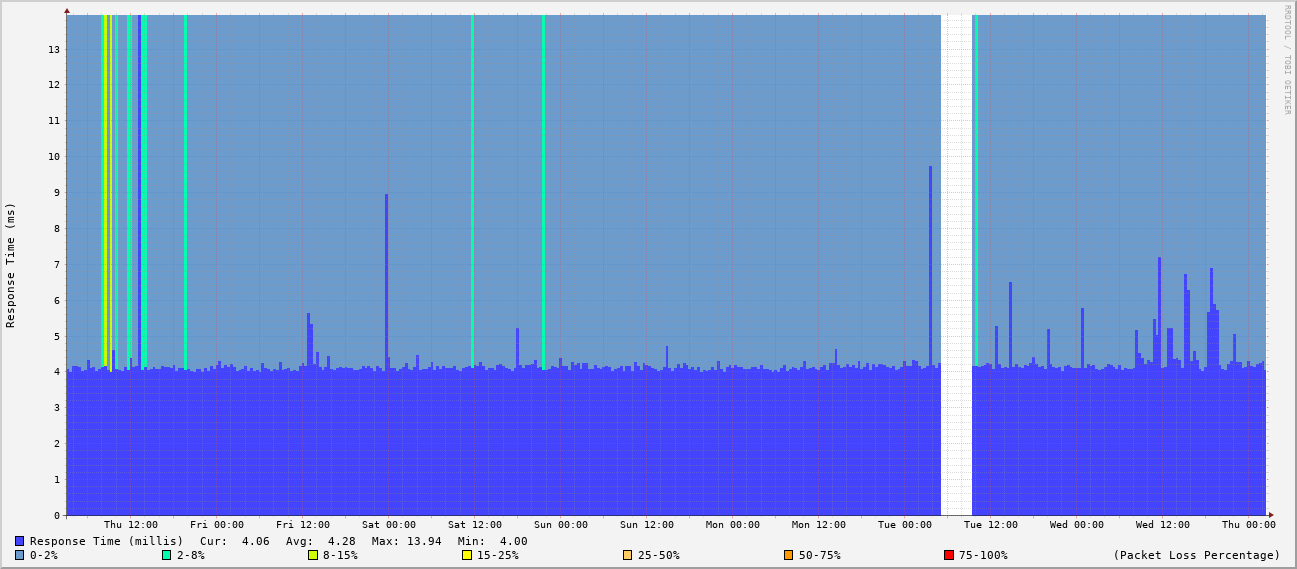 RRDTOOL / TOBI OETIKER
Response Time (ms)
13
12
11
10
9
8
7
6
5
4
3
2
1
0
Thu 12:00 Fri 00:00 Fri 12:00 Sat 00:00 Sat 12:00 Sun 00:00 Sun 12:00 Mon 00:00 Mon 12:00 Tue 00:00 Tue 12:00 Wed 00:00 Wed 12:00 Thu 00:00
Response Time (millis) Cur: 4.06 Avg: 4.28 Max: 13.94 Min: 4.00
0-2% 2-8% 8-15% 15-25% 25-50% 50-75% 75-100% (Packet Loss Percentage)